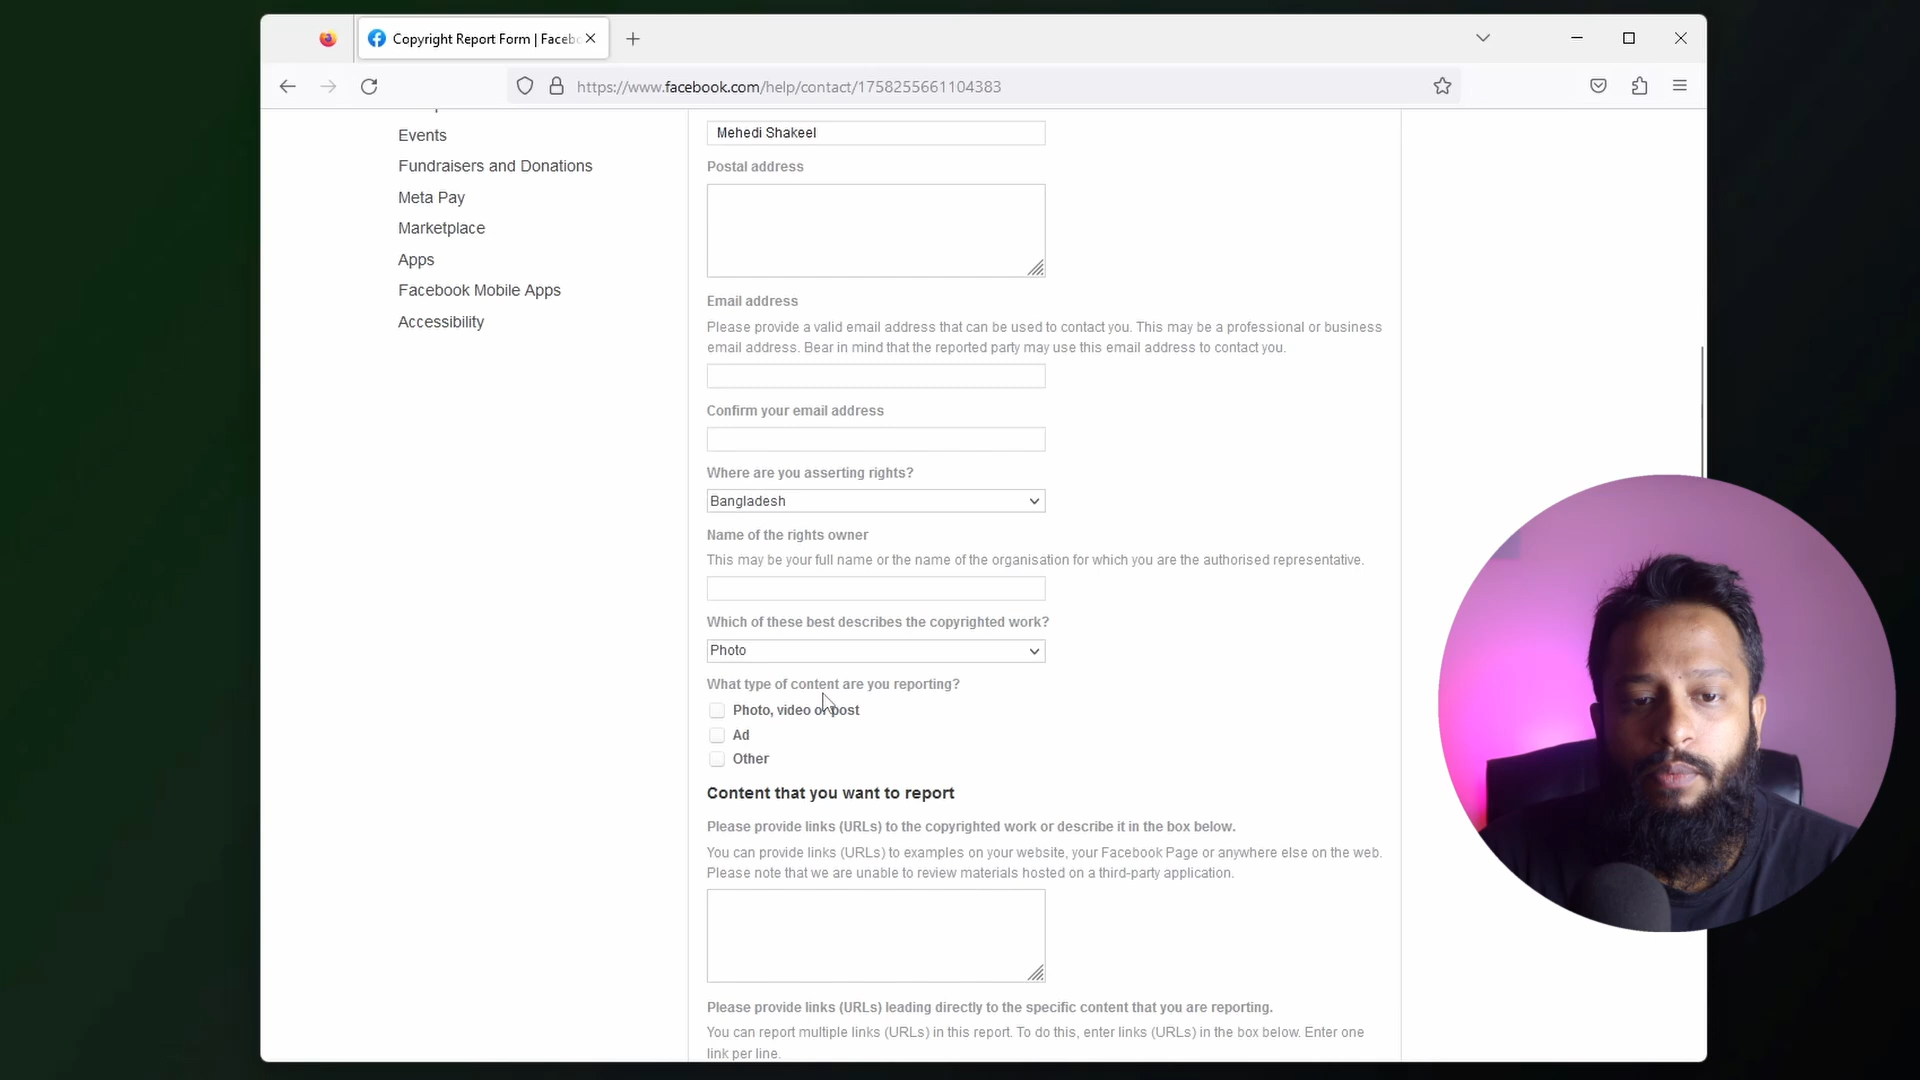 Copyright Report Form | Faceb
https://www.facebook.com/help/contact/1758255661104383
Events
Fundraisers and Donations
Meta Pay
Marketplace
Apps
Facebook Mobile Apps
Accessibility
Mehedi Shakeel
Postal address
Email address
Please provide a valid email address that can be used to contact you. This may be a professional or business
email address. Bear in mind that the reported party may use this email address to contact you.
Confirm your email address
Where are you asserting rights?
Bangladesh
Name of the rights owner
This may be your full name or the name of the organisation for which you are the authorised representative.
Which of these best describes the copyrighted work?
Photo
What type of content are you reporting?
Photo, video or post
Ad
Other
Content that you want to report
Please provide links (URLs) to the copyrighted work or describe it in the box below.
You can provide links (URLs) to examples on your website, your Facebook Page or anywhere else on the web.
Please note that we are unable to review materials hosted on a third-party application.
Please provide links (URLs) leading directly to the specific content that you are reporting.
You can report multiple links (URLs) in this report. To do this, enter links (URLs) in the box below. Enter one
link per line.